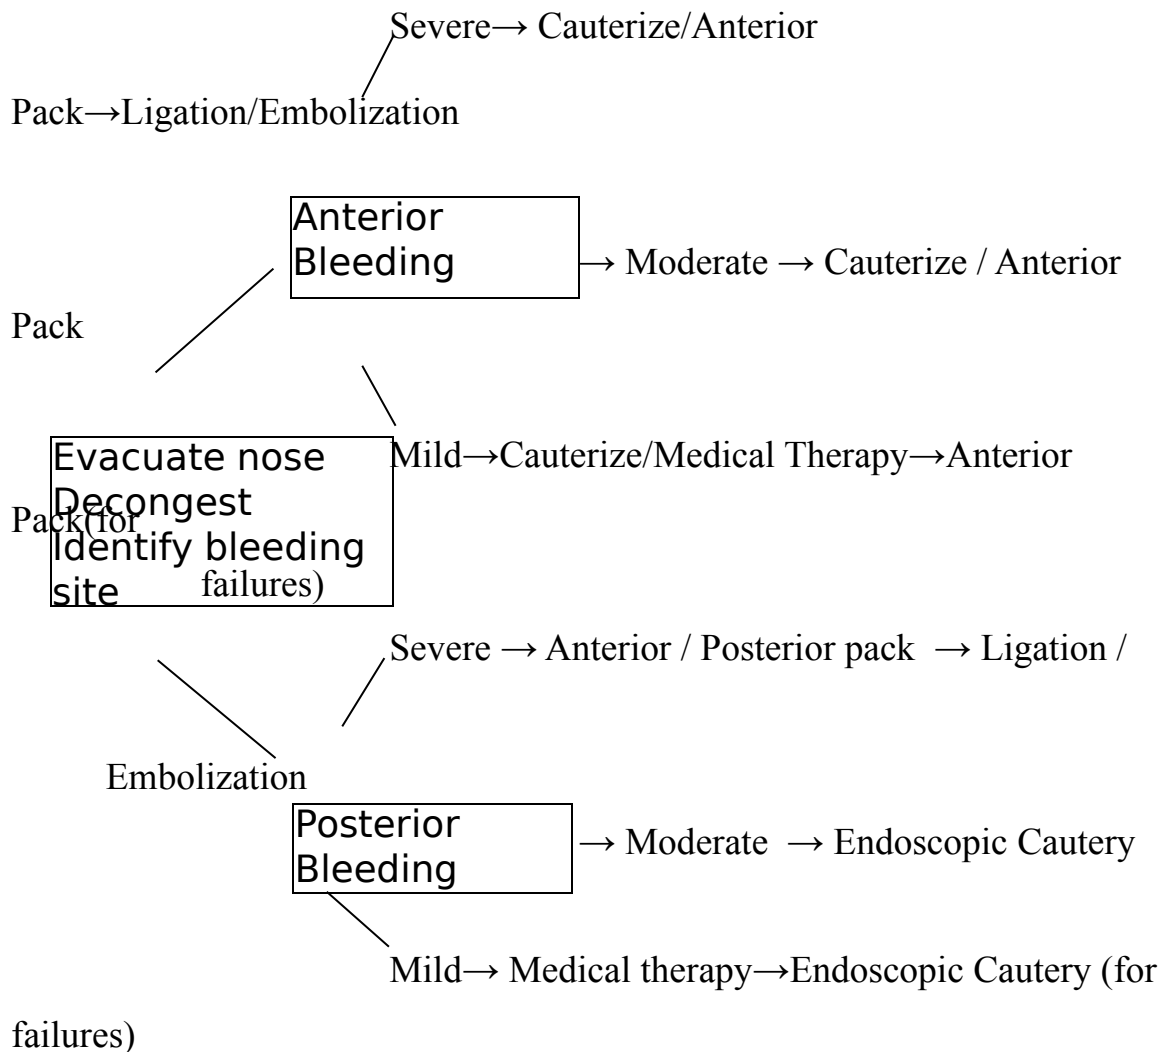 Severe→ Cauterize/Anterior
Pack→Ligation/Embolization
Anterior
Bleeding
→ Moderate → Cauterize / Anterior
Pack
Mild→Cauterize/Medical Therapy→Anterior
Evacuate nose
Decongest
Identify bleeding
site
Pack(for
failures)
Severe → Anterior / Posterior pack → Ligation /
Embolization
Posterior
Bleeding
→ Moderate → Endoscopic Cautery
Mild→ Medical therapy→Endoscopic Cautery (for
failures)